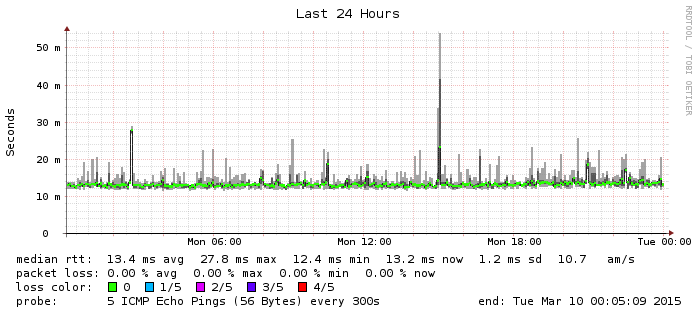 Last 24 Hours
RRDTOOL / TOBI OETIKER
Seconds
50 m
40 m
30 m
20 m
10 m
0
Mon 06:00 Mon 12:00 Mon 18:00 Tue 00:00
median rtt: 13.4 ms avg 27.8 ms max 12.4 ms min 13.2 ms now 1.2 ms sd 10.7 am/s
packet loss: 0.00 % avg 0.00 % max 0.00 % min 0.00 % now
loss color: 0 1/5 2/5 3/5 4/5
probe: 5 ICMP Echo Pings (56 Bytes) every 300s end: Tue Mar 10 00:05:09 2015